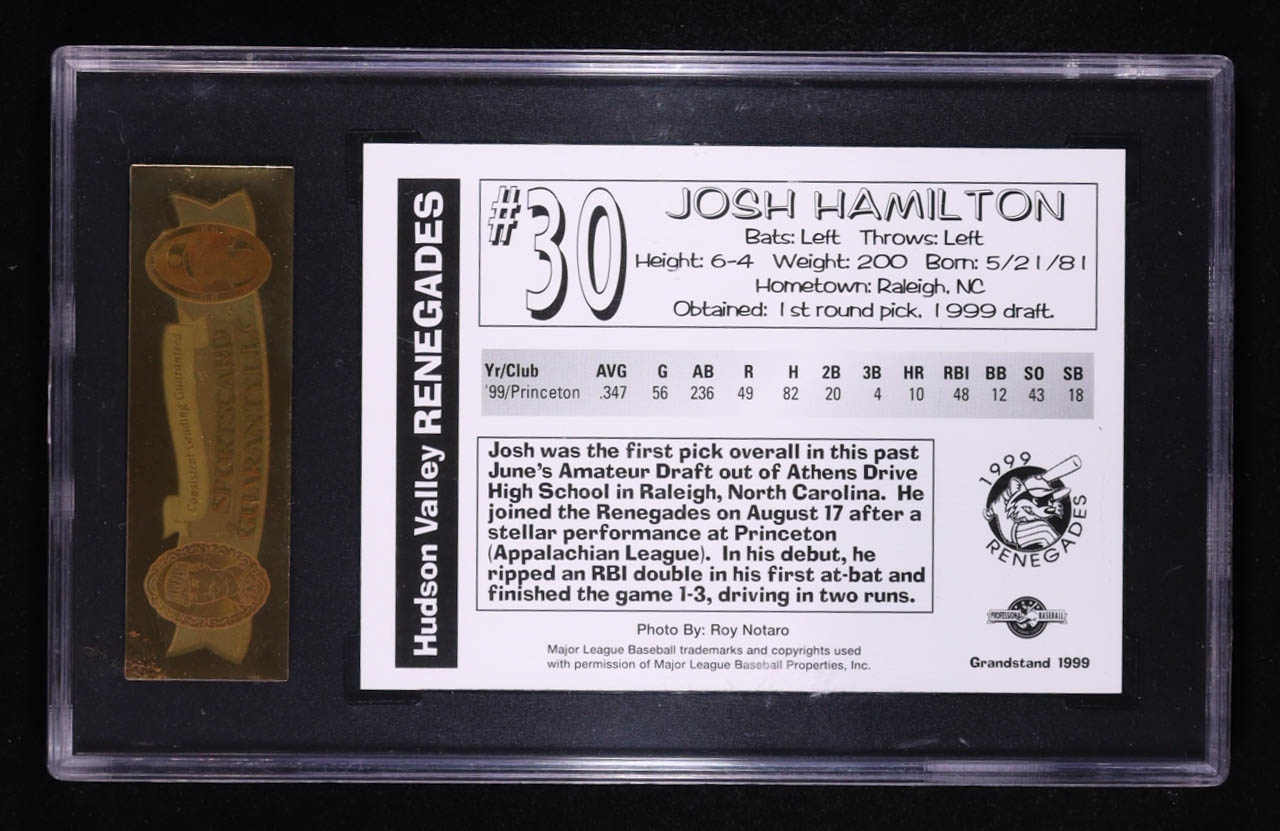 Consistent Grading Guaranteed
SPORTSCARD
GUARANTY LLC
Hudson Valley RENEGADES
#30
JOSH HAMILTON
Bats: Left Throws: Left
Height: 6-4 Weight: 200 Born: 5/21/81
Hometown: Raleigh, NC
Obtained: 1st round pick, 1999 draft.
Yr/Club AVG G AB R H 2B 3B HR RBI BB SO SB
'99/Princeton .347 56 236 49 82 20 4 10 48 12 43 18
Josh was the first pick overall in this past
June's Amateur Draft out of Athens Drive
High School in Raleigh, North Carolina. He
joined the Renegades on August 17 after a
stellar performance at Princeton
(Appalachian League). In his debut, he
ripped an RBI double in his first at-bat and
finished the game 1-3, driving in two runs.
1999
RENEGADES
PROFESSIONAL BASEBALL
Photo By: Roy Notaro
Major League Baseball trademarks and copyrights used
with permission of Major League Baseball Properties, Inc.
Grandstand 1999